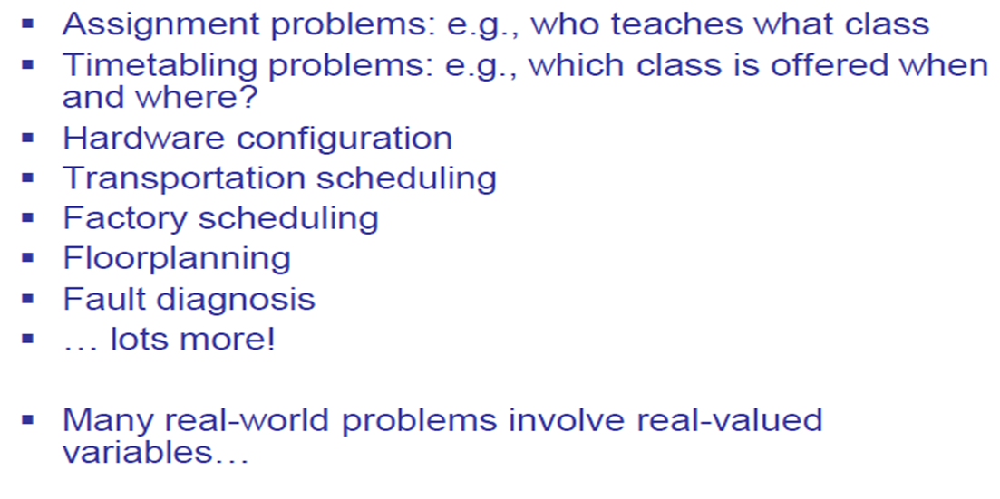 ▪ Assignment problems: e.g., who teaches what class
▪ Timetabling problems: e.g., which class is offered when
and where?
▪ Hardware configuration
▪ Transportation scheduling
▪ Factory scheduling
▪ Floorplanning
▪ Fault diagnosis
▪ … lots more!
▪ Many real-world problems involve real-valued
variables…